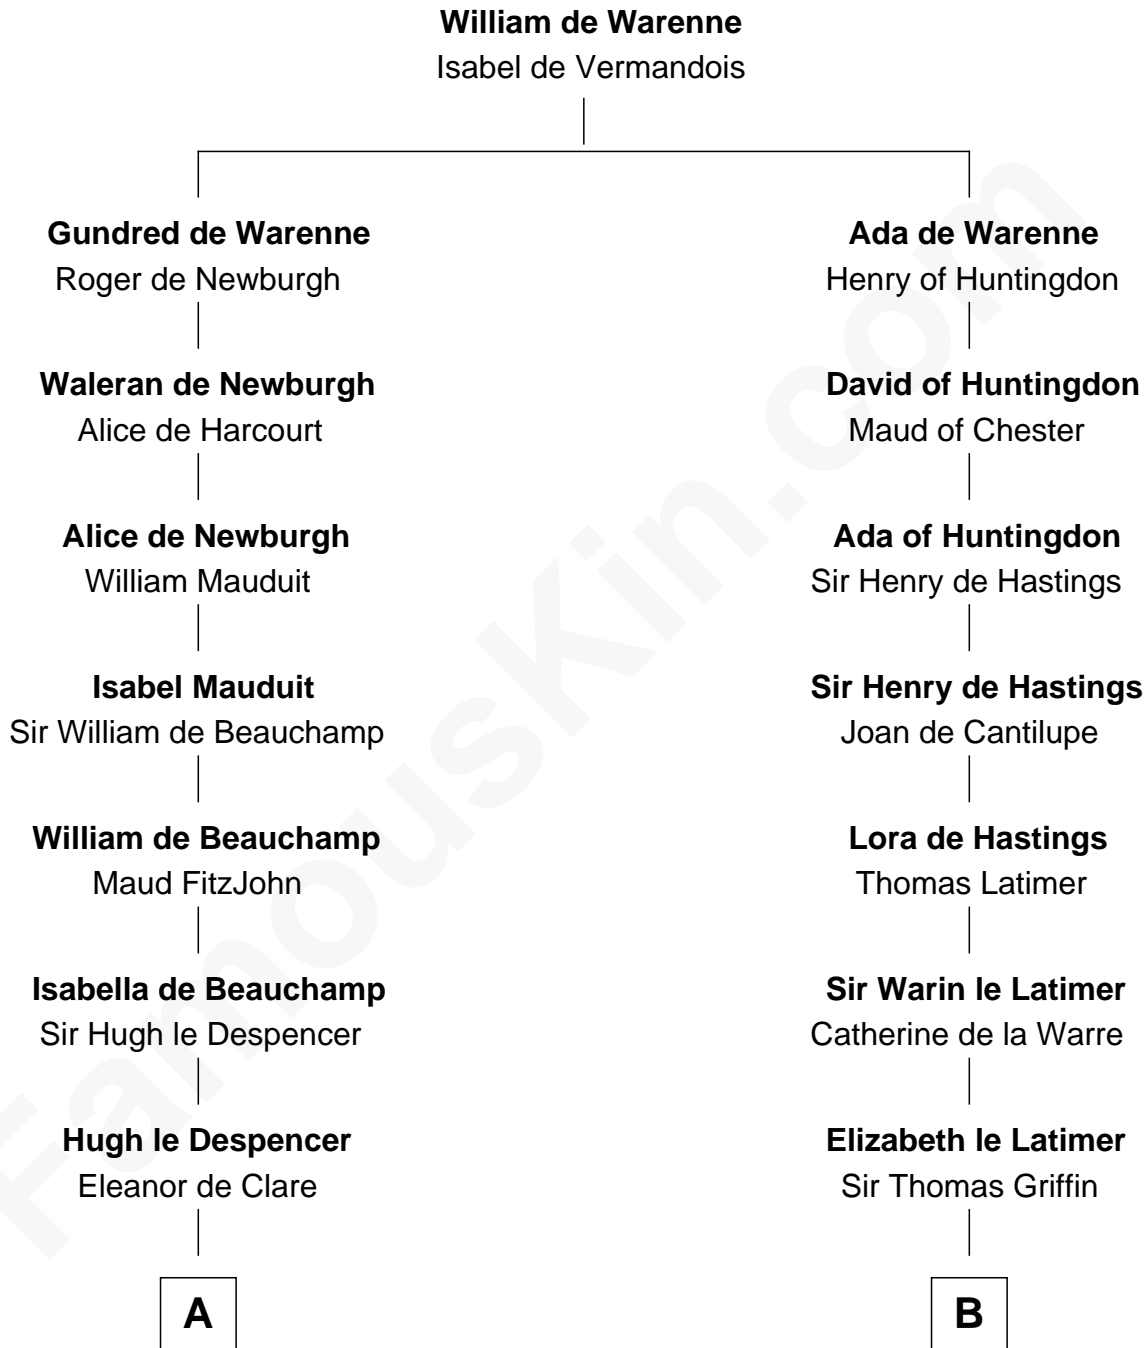 William de Warenne
Isabel de Vermandois
Gundred de Warenne
Roger de Newburgh
Ada de Warenne
Henry of Huntingdon
Waleran de Newburgh
Alice de Harcourt
David of Huntingdon
Maud of Chester
Alice de Newburgh
William Mauduit
Ada of Huntingdon
Sir Henry de Hastings
Isabel Mauduit
Sir William de Beauchamp
Sir Henry de Hastings
Joan de Cantilupe
William de Beauchamp
Maud FitzJohn
Lora de Hastings
Thomas Latimer
Isabella de Beauchamp
Sir Hugh le Despencer
Sir Warin le Latimer
Catherine de la Warre
Hugh le Despencer
Eleanor de Clare
Elizabeth le Latimer
Sir Thomas Griffin
A
B
FamousKin.com